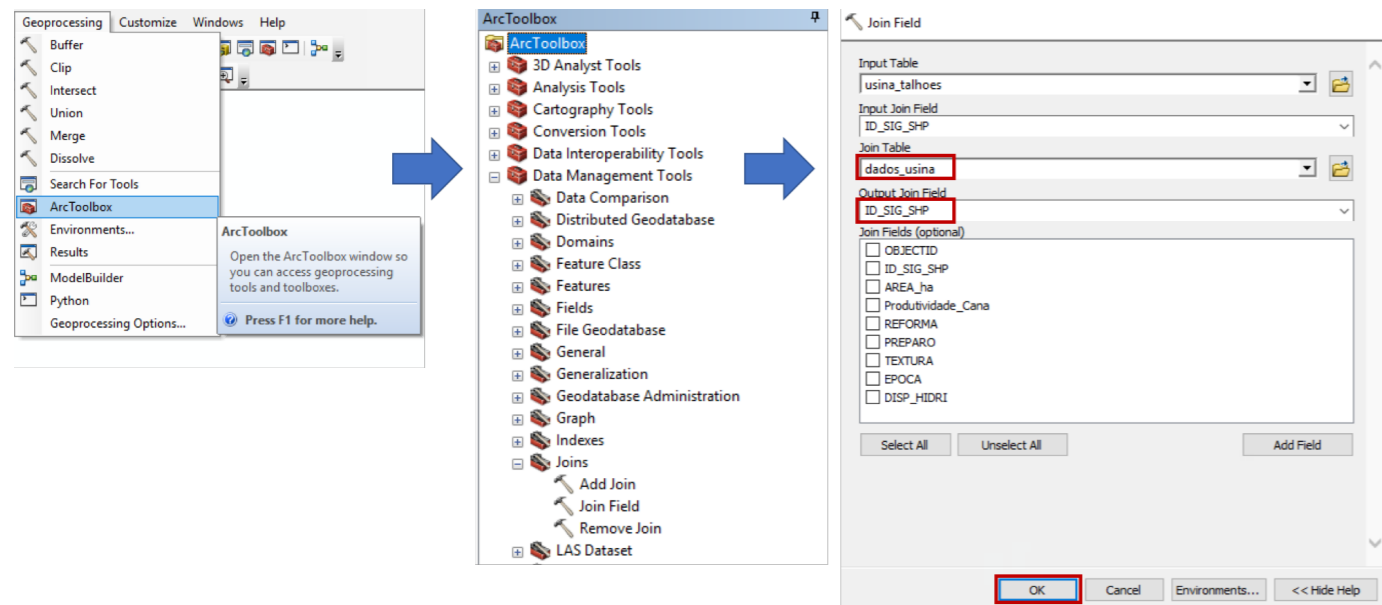 Geoprocessing Customize Windows Help
Buffer
Clip
Intersect
Union
Merge
Dissolve
Search For Tools
ArcToolbox
Environments...
Results
ModelBuilder
Python
Geoprocessing Options...
ArcToolbox
Open the ArcToolbox window so
you can access geoprocessing
tools and toolboxes.
Press F1 for more help.
ArcToolbox
ArcToolbox
3D Analyst Tools
Analysis Tools
Cartography Tools
Conversion Tools
Data Interoperability Tools
Data Management Tools
Data Comparison
Distributed Geodatabase
Domains
Feature Class
Features
Fields
File Geodatabase
General
Generalization
Geodatabase Administration
Graph
Indexes
Joins
Add Join
Join Field
Remove Join
LAS Dataset
Join Field
Input Table
usina_talhoes
Input Join Field
ID_SIG_SHP
Join Table
dados_usina
Output Join Field
ID_SIG_SHP
Join Fields (optional)
OBJECTID
ID_SIG_SHP
AREA_ha
Produtividade_Cana
REFORMA
PREPARO
TEXTURA
EPOCA
DISP_HIDRI
Select All Unselect All Add Field
OK Cancel Environments... << Hide Help